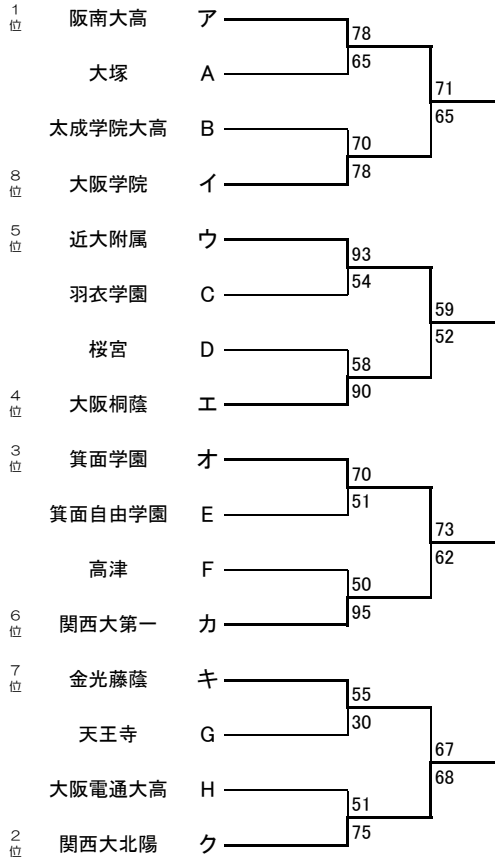 1位 阪南大高 ア
78
大塚 A
65
71
太成学院大高 B
65
70
8位 大阪学院 イ
78
5位 近大附属 ウ
93
羽衣学園 C
54
59
桜宮 D
52
58
4位 大阪桐蔭 エ
90
3位 箕面学園 オ
70
箕面自由学園 E
51
73
高津 F
62
50
6位 関西大第一 カ
95
7位 金光藤蔭 キ
55
天王寺 G
30
67
大阪電通大高 H
68
51
2位 関西大北陽 ク
75